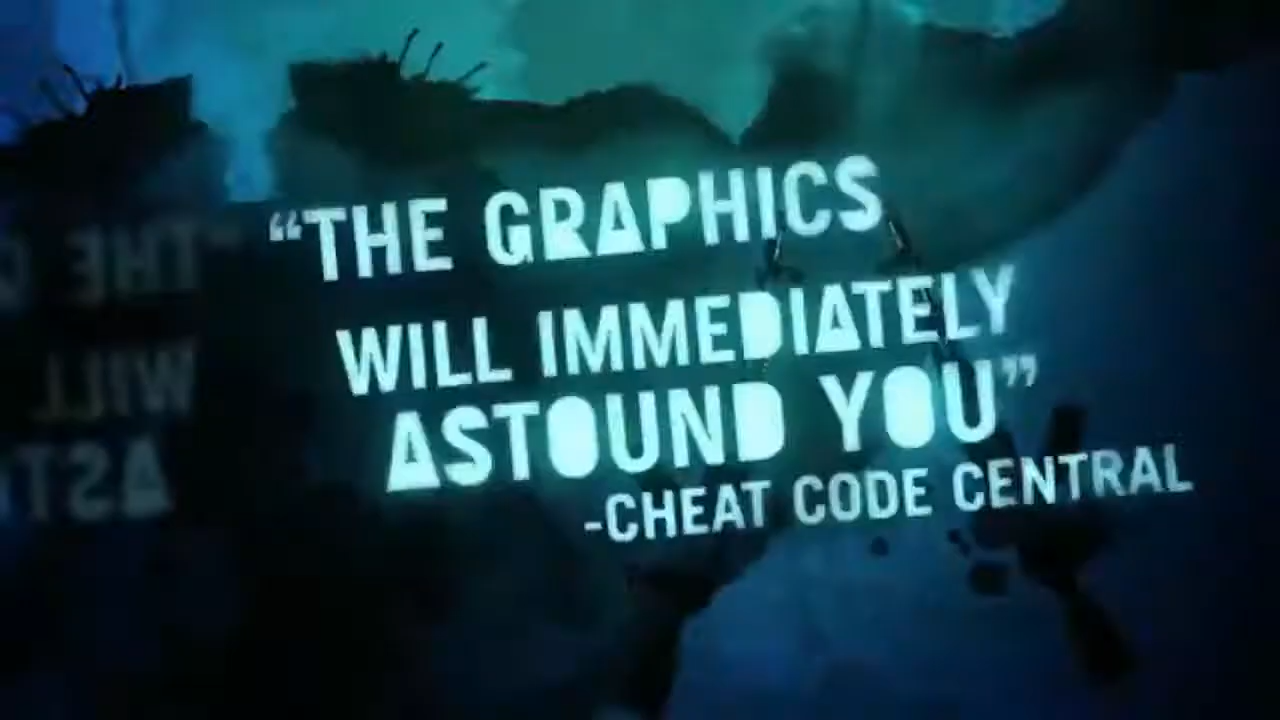 “THE GRAPHICS
WILL IMMEDIATELY
ASTOUND YOU”
-CHEAT CODE CENTRAL